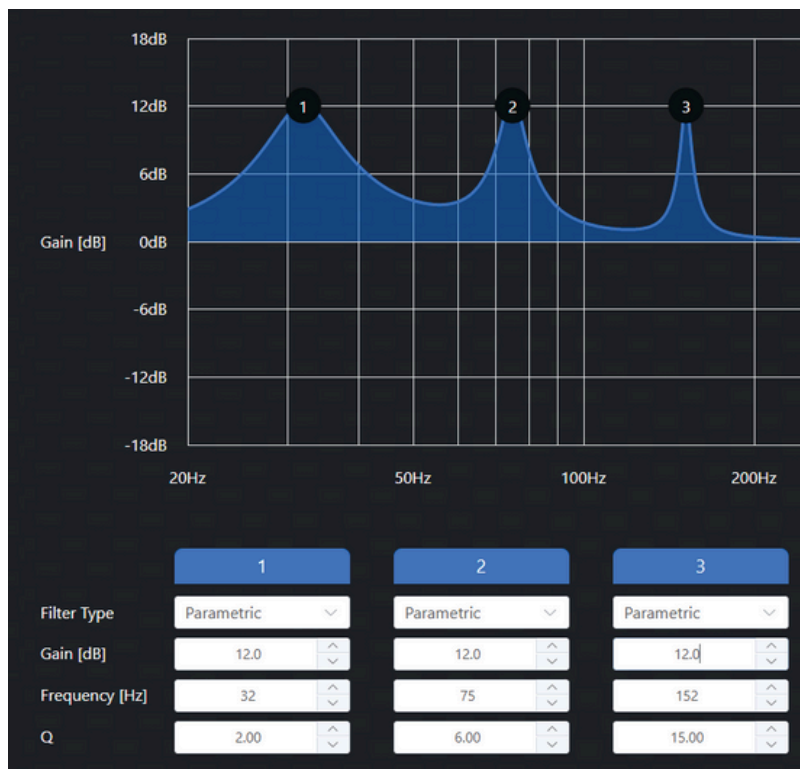 18dB
12dB
1 2 3
6dB
Gain [dB] 0dB
-6dB
-12dB
-18dB
20Hz 50Hz 100Hz 200Hz
1 2 3
Filter Type Parametric Parametric Parametric
Gain [dB] 12.0 12.0 12.0
Frequency [Hz] 32 75 152
Q 2.00 6.00 15.00